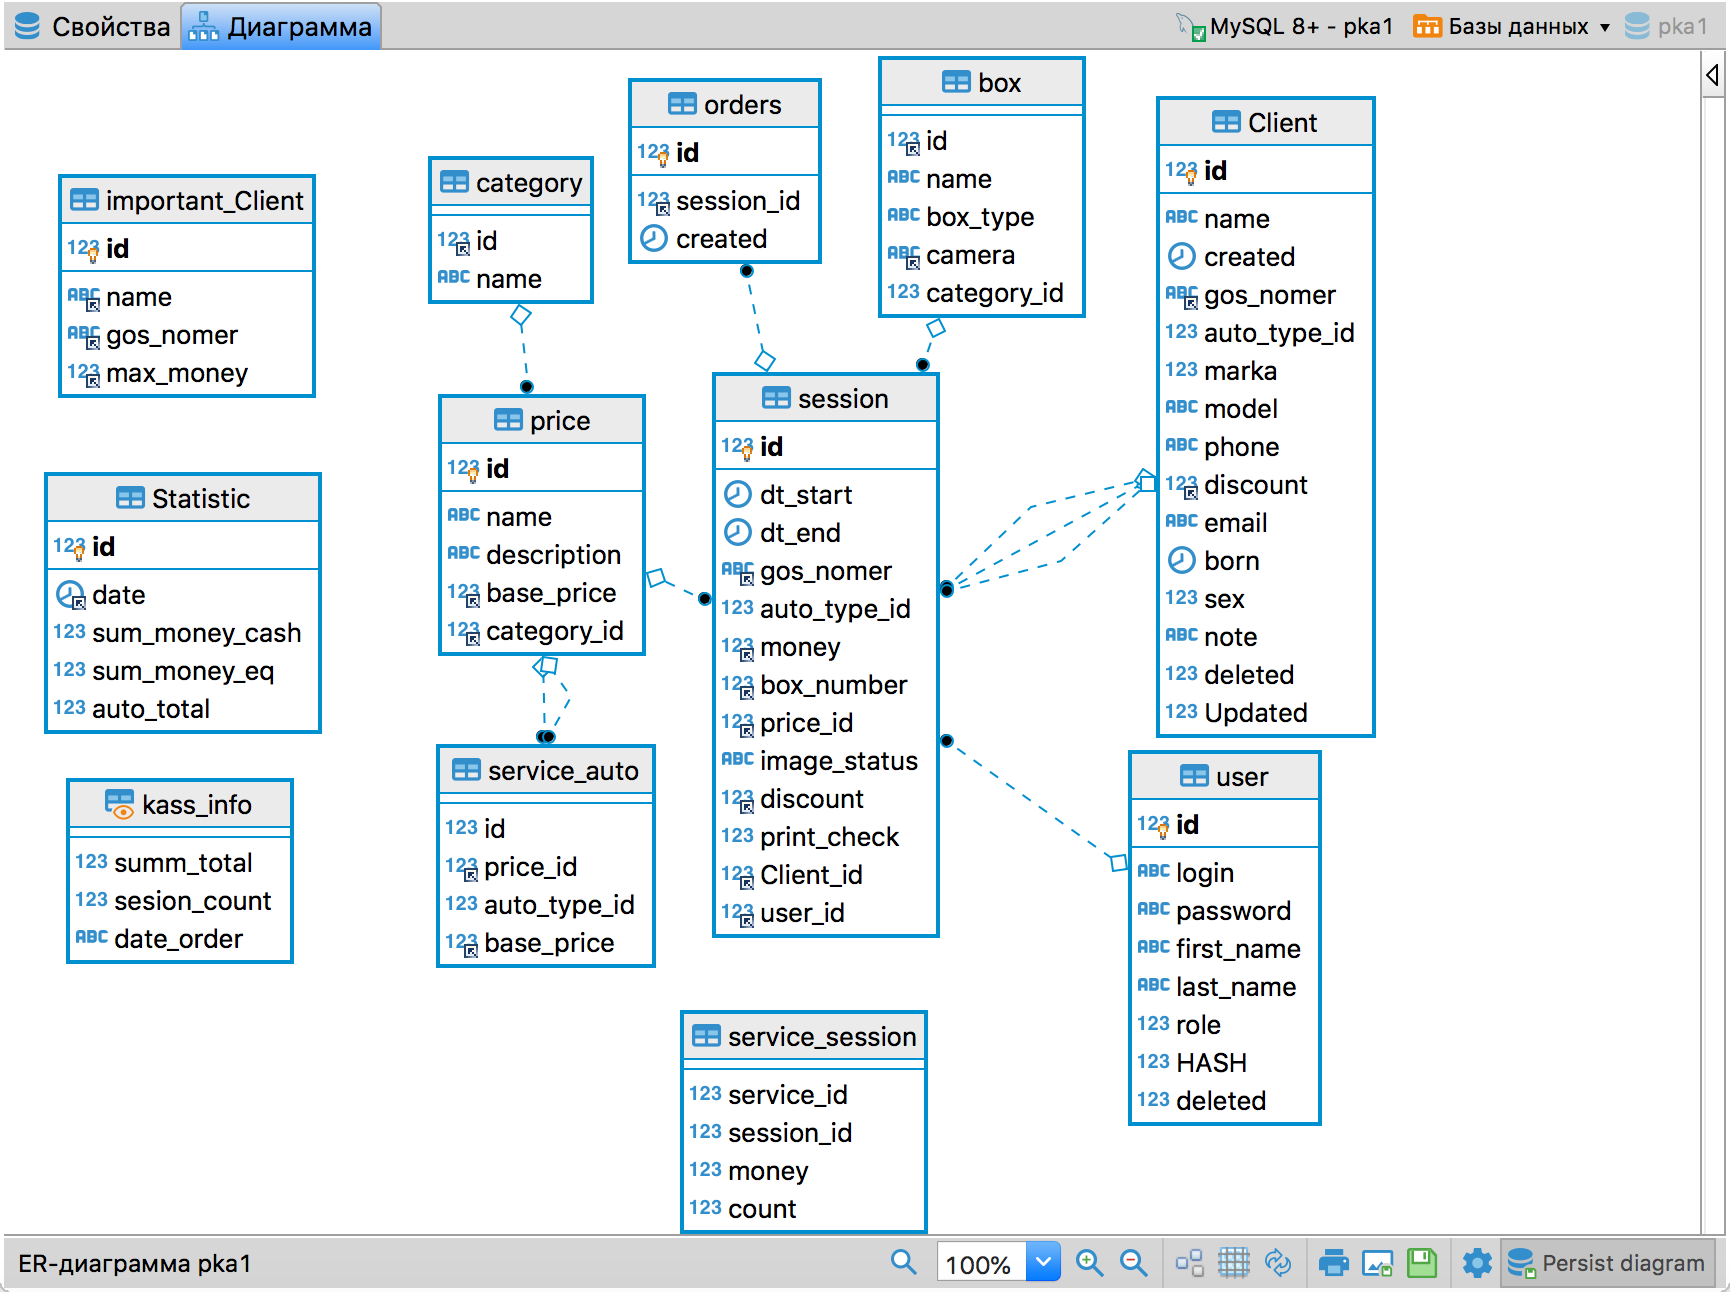 Свойства
Диаграмма
MySQL 8+ - pka1
Базы данных
pka1
important_Client
123 id
ABC name
ABC gos_nomer
123 max_money
Statistic
123 id
date
123 sum_money_cash
123 sum_money_eq
123 auto_total
kass_info
123 summ_total
123 sesion_count
ABC date_order
category
123 id
ABC name
price
123 id
ABC name
ABC description
123 base_price
123 category_id
service_auto
123 id
123 price_id
123 auto_type_id
123 base_price
orders
123 id
123 session_id
created
session
123 id
dt_start
dt_end
ABC gos_nomer
123 auto_type_id
123 money
123 box_number
123 price_id
ABC image_status
123 discount
123 print_check
123 Client_id
123 user_id
service_session
123 service_id
123 session_id
123 money
123 count
box
123 id
ABC name
ABC box_type
ABC camera
123 category_id
Client
123 id
ABC name
created
ABC gos_nomer
123 auto_type_id
123 marka
ABC model
ABC phone
123 discount
ABC email
born
123 sex
ABC note
123 deleted
123 Updated
user
123 id
ABC login
ABC password
ABC first_name
ABC last_name
123 role
123 HASH
123 deleted
ER-диаграмма pka1
100%
Persist diagram